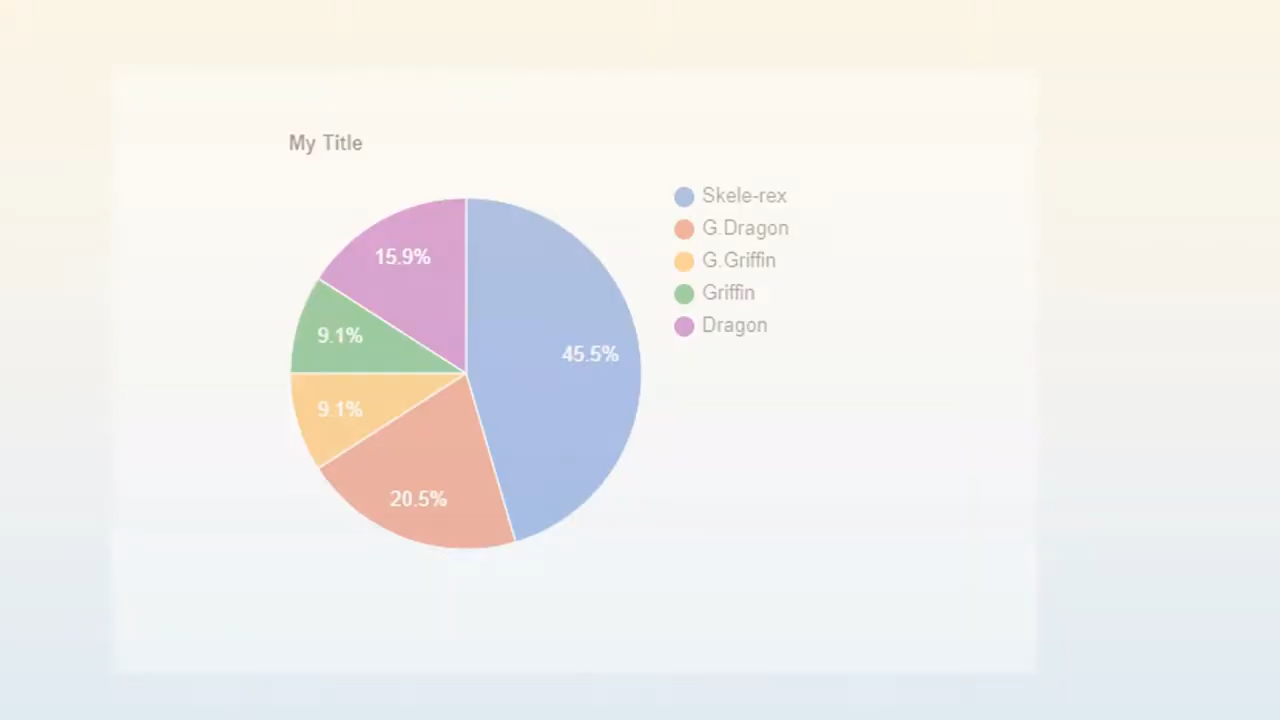 My Title
Skele-rex
G.Dragon
G.Griffin
Griffin
Dragon
15.9%
9.1%
45.5%
9.1%
20.5%